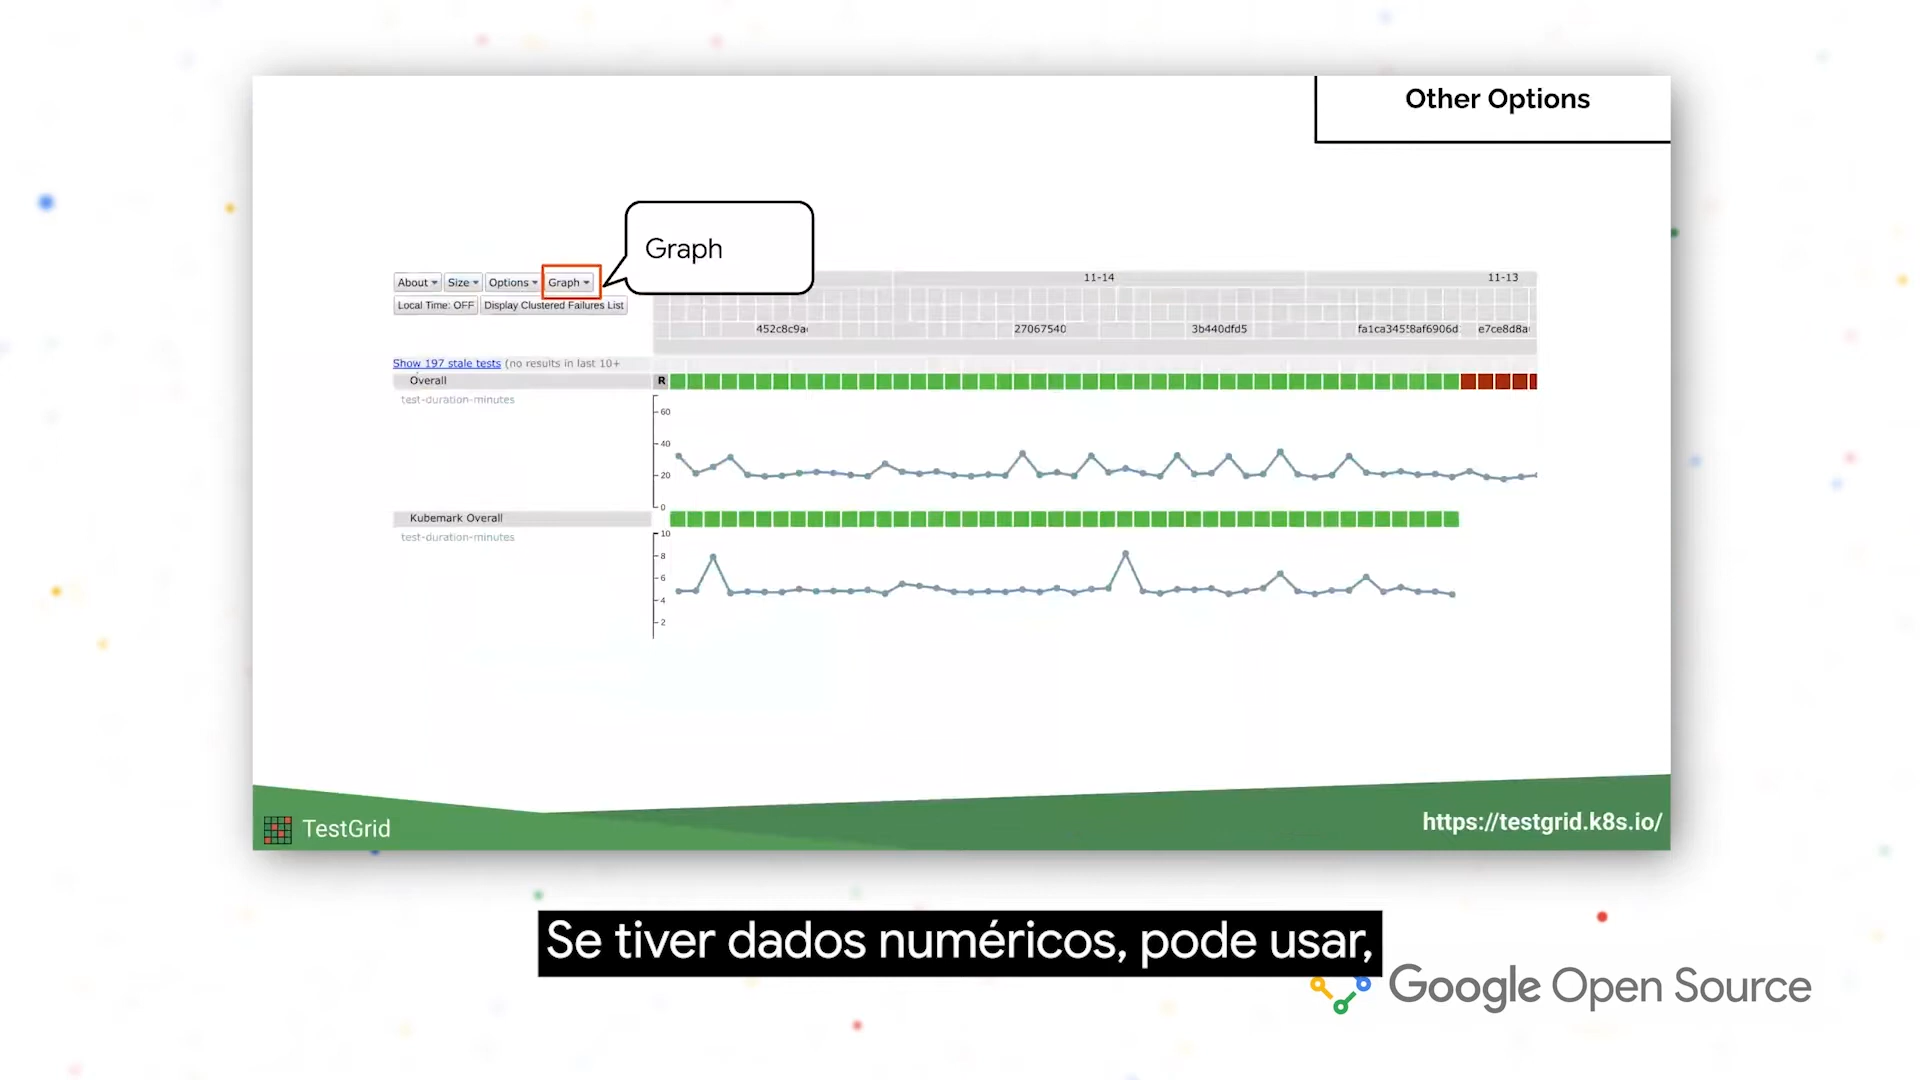 Other Options
Graph
About Size Options Graph
Local Time: OFF Display Clustered Failures List
11-14 11-13
452c8c9a 27067540 3b440dfd5 fa1ca345 8af6906d e7ce8d8a
Show 197 stale tests (no results in last 10+
Overall R
test-duration-minutes
60
40
20
0
Kubemark Overall
test-duration-minutes
10
8
6
4
2
TestGrid
https://testgrid.k8s.io/
Se tiver dados numéricos, pode usar,
Google Open Source